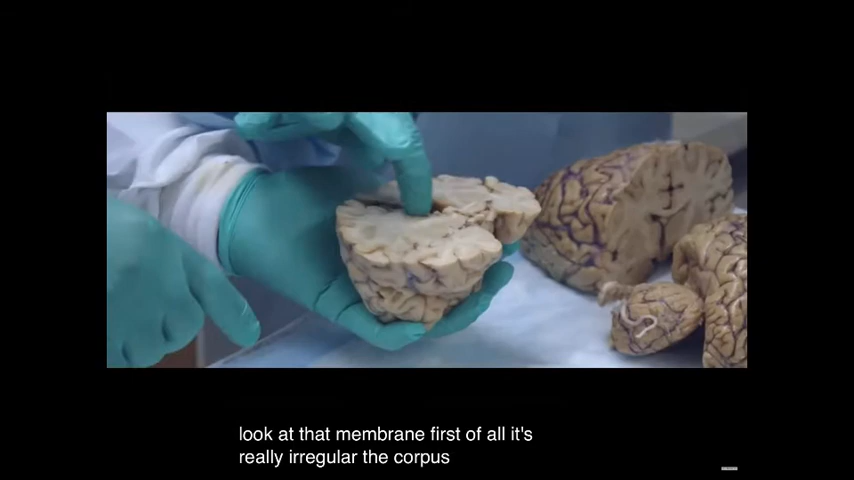 look at that membrane first of all it's
really irregular the corpus